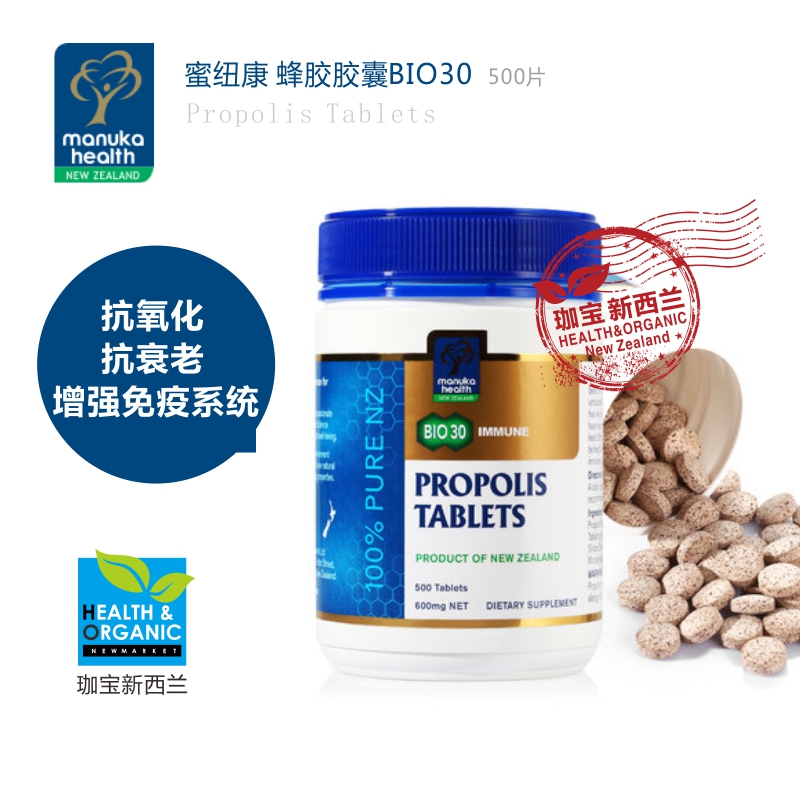 manuka
health
NEW ZEALAND
蜜纽康 蜂胶胶囊BIO30 500片
Propolis Tablets
抗氧化
抗衰老
增强免疫系统
HEALTH &
ORGANIC
NEWMARKET
珈宝新西兰
manuka
health
NEW ZEALAND
BIO 30 IMMUNE
100% PURE NZ
PROPOLIS
TABLETS
PRODUCT OF NEW ZEALAND
500 Tablets
600mg NET DIETARY SUPPLEMENT
珈宝 新西兰
HEALTH&ORGANIC
New Zealand